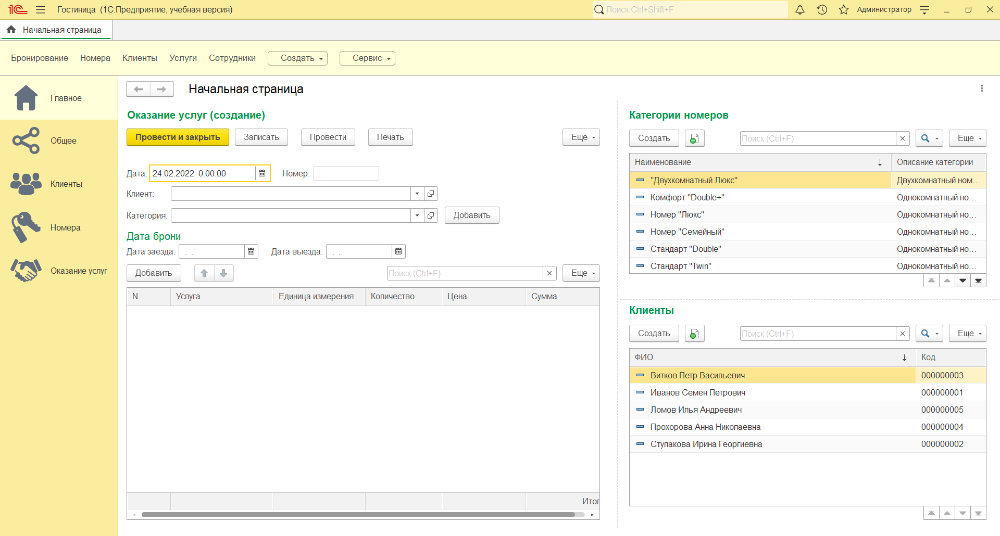 1С Гостиница (1С:Предприятие, учебная версия) Поиск Ctrl+Shift+F Администратор
Начальная страница
Бронирование Номера Клиенты Услуги Сотрудники Создать Сервис
Главное
Общее
Клиенты
Номера
Оказание услуг
Начальная страница
Оказание услуг (создание)
Провести и закрыть Записать Провести Печать Еще
Дата: 24.02.2022 0:00:00 Номер:
Клиент:
Категория: Добавить
Дата брони
Дата заезда: . . Дата выезда: . .
Добавить Поиск (Ctrl+F) × Еще
N Услуга Единица измерения Количество Цена Сумма
Итог
Категории номеров
Создать Поиск (Ctrl+F) × Еще
Наименование ↓ Описание категории
"Двухкомнатный Люкс" Двухкомнатный ном...
Комфорт "Double+" Однокомнатный но...
Номер "Люкс" Однокомнатный но...
Номер "Семейный" Однокомнатный но...
Стандарт "Double" Однокомнатный но...
Стандарт "Twin" Однокомнатный но...
Клиенты
Создать Поиск (Ctrl+F) × Еще
ФИО ↓ Код
Витков Петр Васильевич 000000003
Иванов Семен Петрович 000000001
Ломов Илья Андреевич 000000005
Прохорова Анна Николаевна 000000004
Ступакова Ирина Георгиевна 000000002